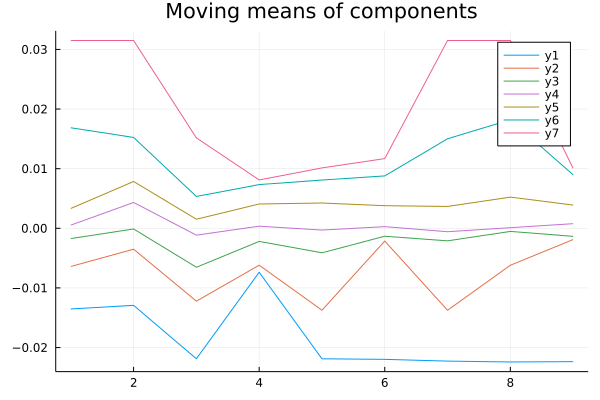 Moving means of components
0.03
0.02
0.01
0.00
−0.01
−0.02
2 4 6 8
y1
y2
y3
y4
y5
y6
y7